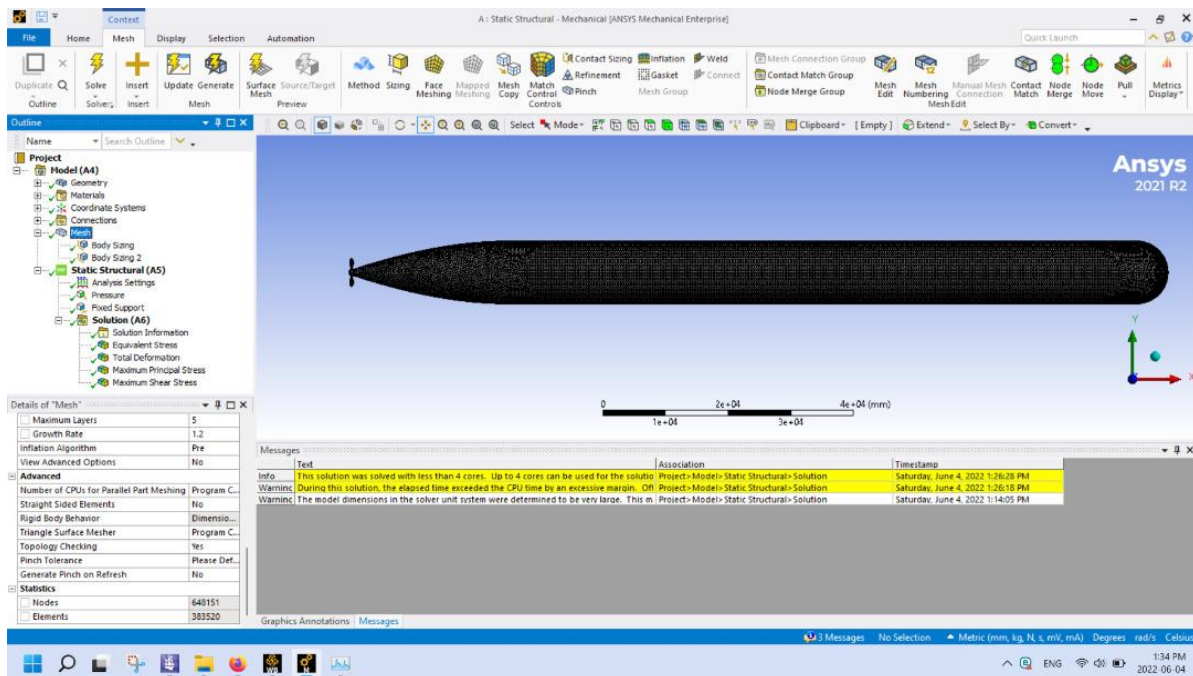 Context
A : Static Structural - Mechanical [ANSYS Mechanical Enterprise]
File Home Mesh Display Selection Automation
Quick Launch
Duplicate Solve Insert Update Generate Surface Mesh Source/Target Method Sizing Face Meshing Mapped Meshing Mesh Copy Match Control Contact Sizing Inflation Weld Mesh Connection Group Mesh Edit Mesh Numbering Manual Mesh Connection Contact Match Node Merge Node Move Pull Metrics Display
Refinement Gasket Connect Contact Match Group
Pinch Mesh Group Node Merge Group
Outline Solver Insert Mesh Preview Controls Mesh Edit
Outline
Select Mode Clipboard [ Empty ] Extend Select By Convert
Name Search Outline
Project
Model (A4)
Geometry
Materials
Coordinate Systems
Connections
Mesh
Body Sizing
Body Sizing 2
Static Structural (A5)
Analysis Settings
Pressure
Fixed Support
Solution (A6)
Solution Information
Equivalent Stress
Total Deformation
Maximum Principal Stress
Maximum Shear Stress
Ansys
2021 R2
Y
X
0 2e+04 4e+04 (mm)
1e+04 3e+04
Details of "Mesh"
Maximum Layers 5
Growth Rate 1.2
Inflation Algorithm Pre
View Advanced Options No
Advanced
Number of CPUs for Parallel Part Meshing Program C...
Straight Sided Elements No
Rigid Body Behavior Dimensio...
Triangle Surface Mesher Program C...
Topology Checking Yes
Pinch Tolerance Please Def...
Generate Pinch on Refresh No
Statistics
Nodes 648151
Elements 383520
Messages
Text Association Timestamp
Info This solution was solved with less than 4 cores. Up to 4 cores can be used for the solutio Project>Model>Static Structural>Solution Saturday, June 4, 2022 1:26:28 PM
Warninc During this solution, the elapsed time exceeded the CPU time by an excessive margin. Oft Project>Model>Static Structural>Solution Saturday, June 4, 2022 1:26:18 PM
Warninc The model dimensions in the solver unit system were determined to be very large. This m Project>Model>Static Structural>Solution Saturday, June 4, 2022 1:14:05 PM
Graphics Annotations Messages
3 Messages No Selection Metric (mm, kg, N, s, mV, mA) Degrees rad/s Celsius
ENG 1:34 PM
2022-06-04